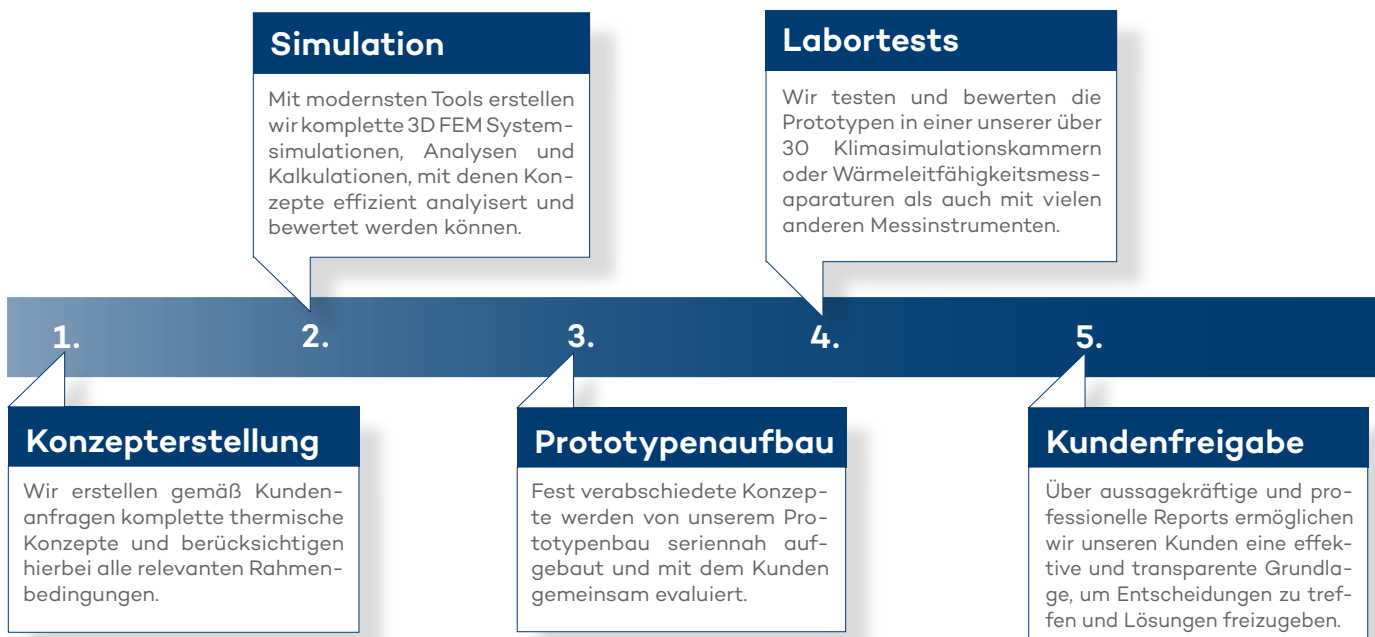 Simulation
Mit modernsten Tools erstellen
wir komplette 3D FEM System-
simulationen, Analysen und
Kalkulationen, mit denen Kon-
zepte effizient analyisert und
bewertet werden können.
Labortests
Wir testen und bewerten die
Prototypen in einer unserer über
30 Klimasimulationskammern
oder Wärmeleitfähigkeitsmess-
aparaturen als auch mit vielen
anderen Messinstrumenten.
1.
2.
3.
4.
5.
Konzepterstellung
Wir erstellen gemäß Kunden-
anfragen komplette thermische
Konzepte und berücksichtigen
hierbei alle relevanten Rahmen-
bedingungen.
Prototypenaufbau
Fest verabschiedete Konzep-
te werden von unserem Pro-
totypenbau seriennah auf-
gebaut und mit dem Kunden
gemeinsam evaluiert.
Kundenfreigabe
Über aussagekräftige und pro-
fessionelle Reports ermöglichen
wir unseren Kunden eine effek-
tive und transparente Grundla-
ge, um Entscheidungen zu tref-
fen und Lösungen freizugeben.